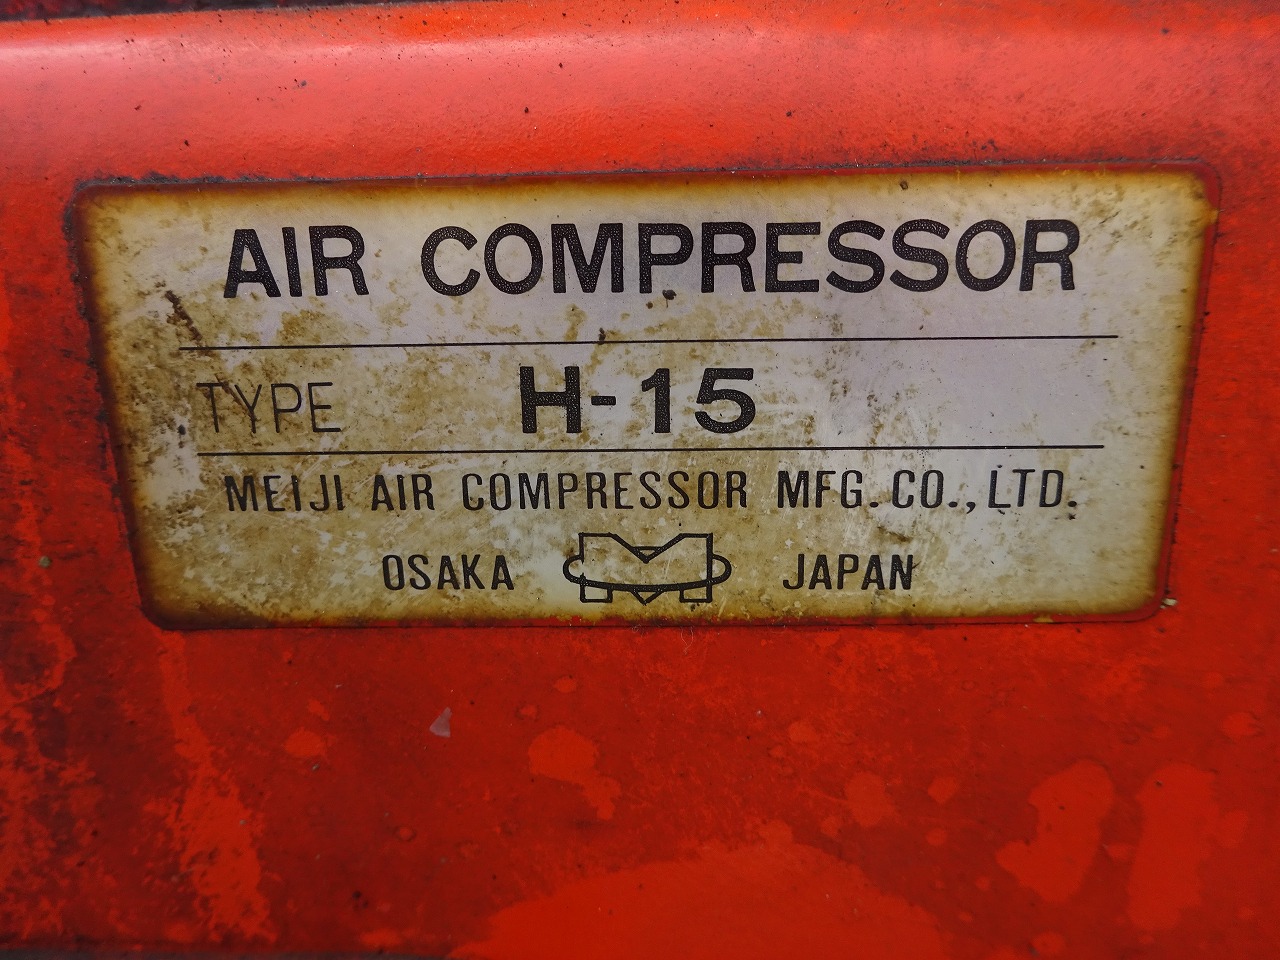 AIR COMPRESSOR
TYPE H-15
MEIJI AIR COMPRESSOR MFG. CO., LTD.
OSAKA JAPAN